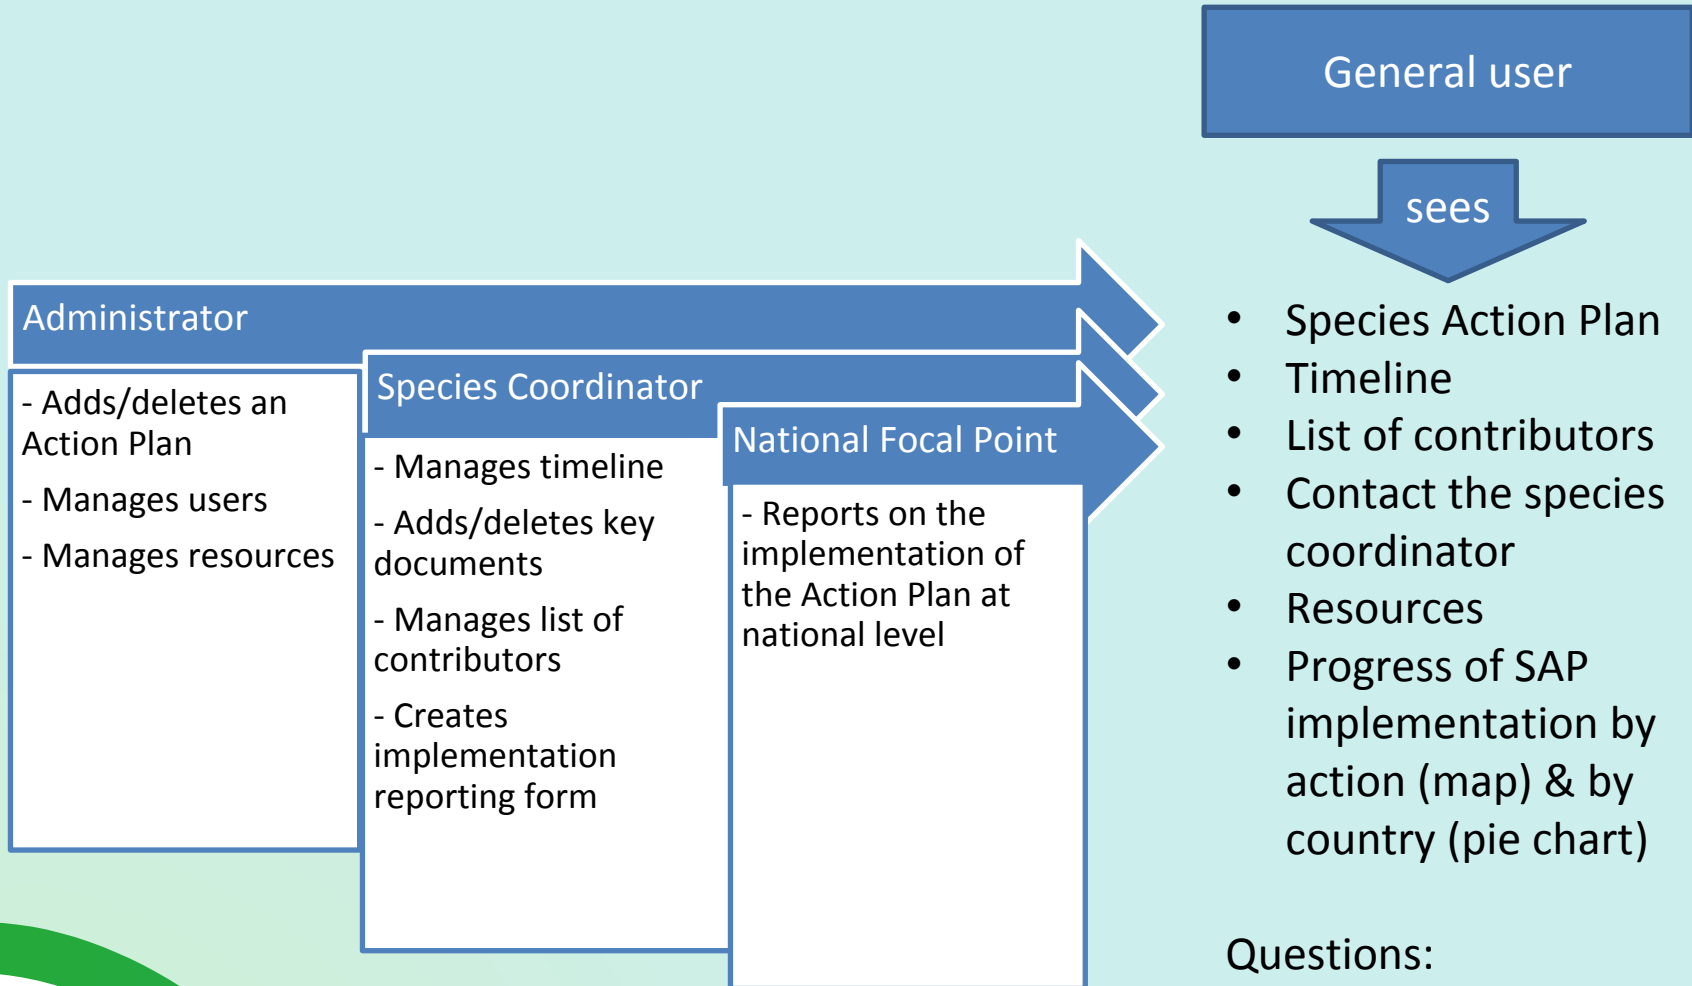 General user
sees
Administrator
- Adds/deletes an
Action Plan
- Manages users
- Manages resources
Species Coordinator
- Manages timeline
- Adds/deletes key
documents
- Manages list of
contributors
- Creates
implementation
reporting form
National Focal Point
- Reports on the
implementation of
the Action Plan at
national level
• Species Action Plan
• Timeline
• List of contributors
• Contact the species
coordinator
• Resources
• Progress of SAP
implementation by
action (map) & by
country (pie chart)
Questions: